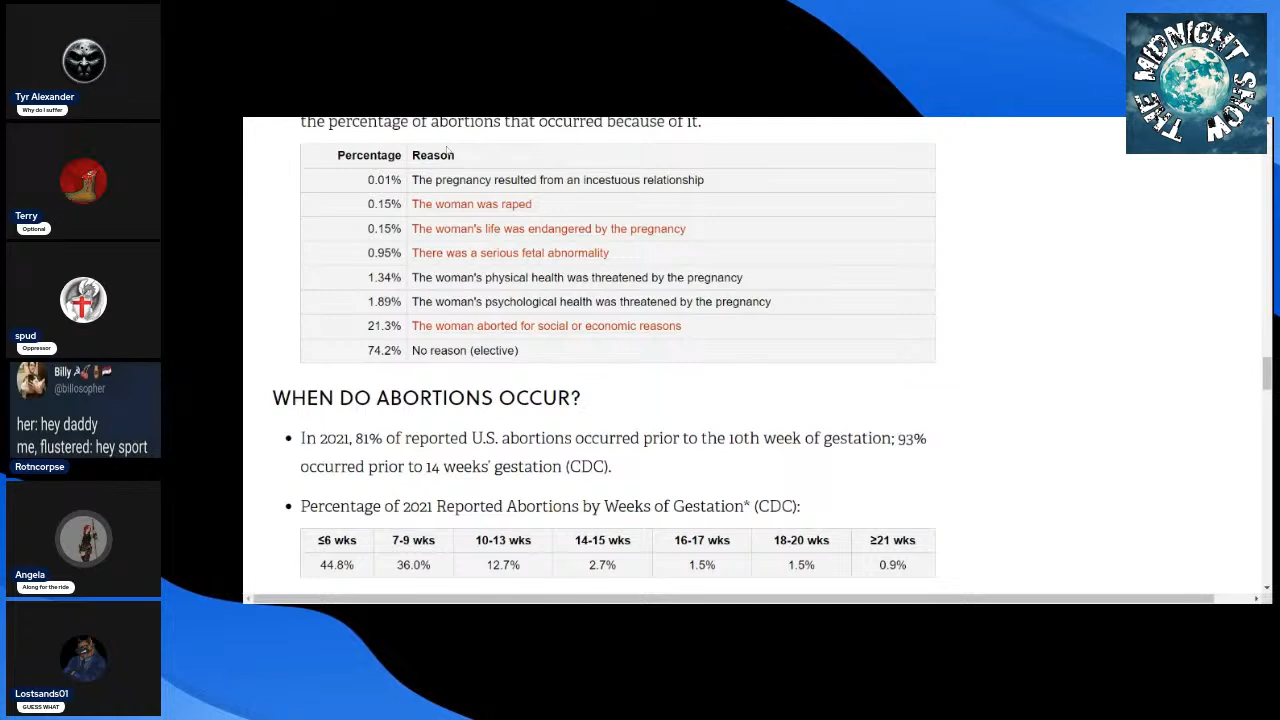 Tyr Alexander
Why do I suffer
Terry
Optional
spud
Oppressor
Billy
@billosopher
her: hey daddy
me, flustered: hey sport
Rotncorpse
Angela
Along for the ride
Lostsands01
GUESS WHAT
THE MIDNIGHT SHOW
the percentage of abortions that occurred because of it.
Percentage Reason
0.01% The pregnancy resulted from an incestuous relationship
0.15% The woman was raped
0.15% The woman's life was endangered by the pregnancy
0.95% There was a serious fetal abnormality
1.34% The woman's physical health was threatened by the pregnancy
1.89% The woman's psychological health was threatened by the pregnancy
21.3% The woman aborted for social or economic reasons
74.2% No reason (elective)
WHEN DO ABORTIONS OCCUR?
• In 2021, 81% of reported U.S. abortions occurred prior to the 10th week of gestation; 93%
occurred prior to 14 weeks' gestation (CDC).
• Percentage of 2021 Reported Abortions by Weeks of Gestation* (CDC):
≤6 wks 7-9 wks 10-13 wks 14-15 wks 16-17 wks 18-20 wks ≥21 wks
44.8% 36.0% 12.7% 2.7% 1.5% 1.5% 0.9%